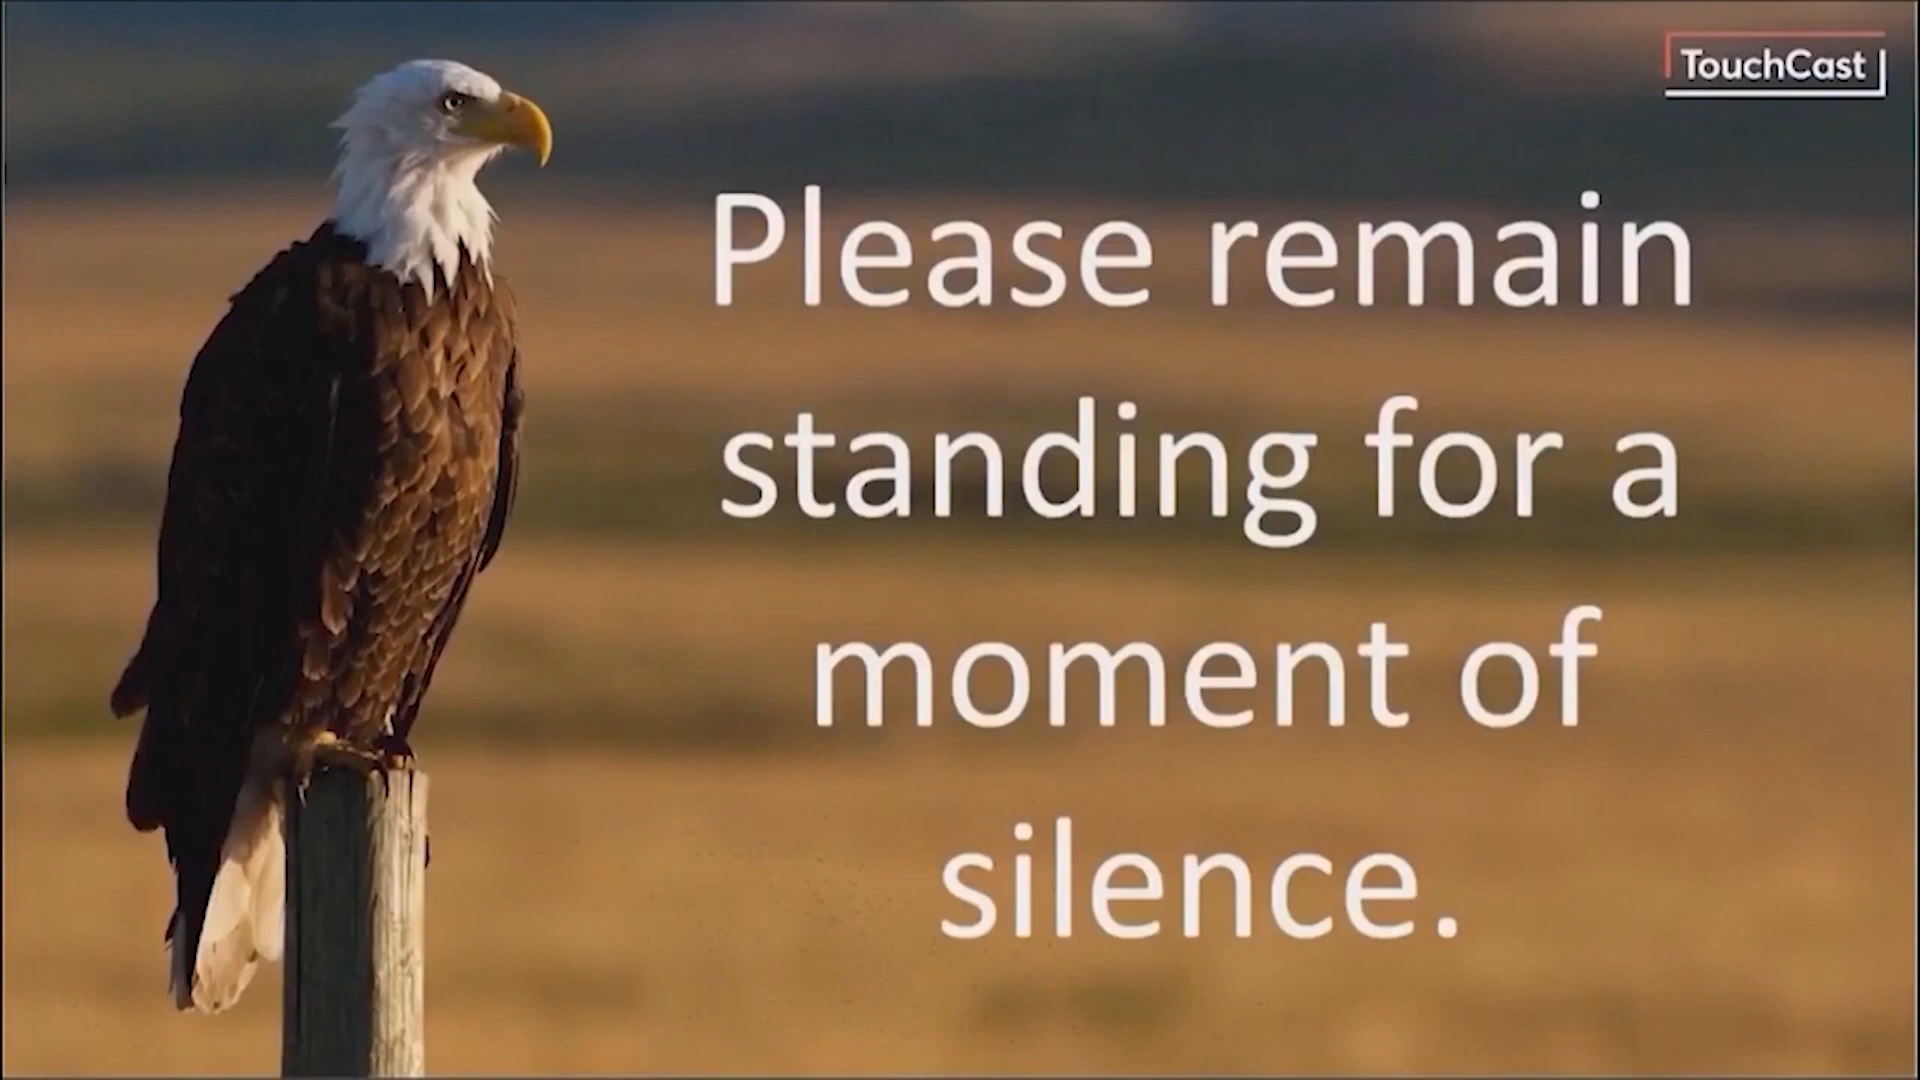 TouchCast
Please remain
standing for a
moment of
silence.